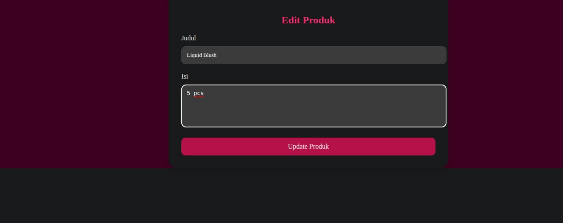 Edit Produk
Judul
Liquid Blush
Isi
5 pcs
Update Produk